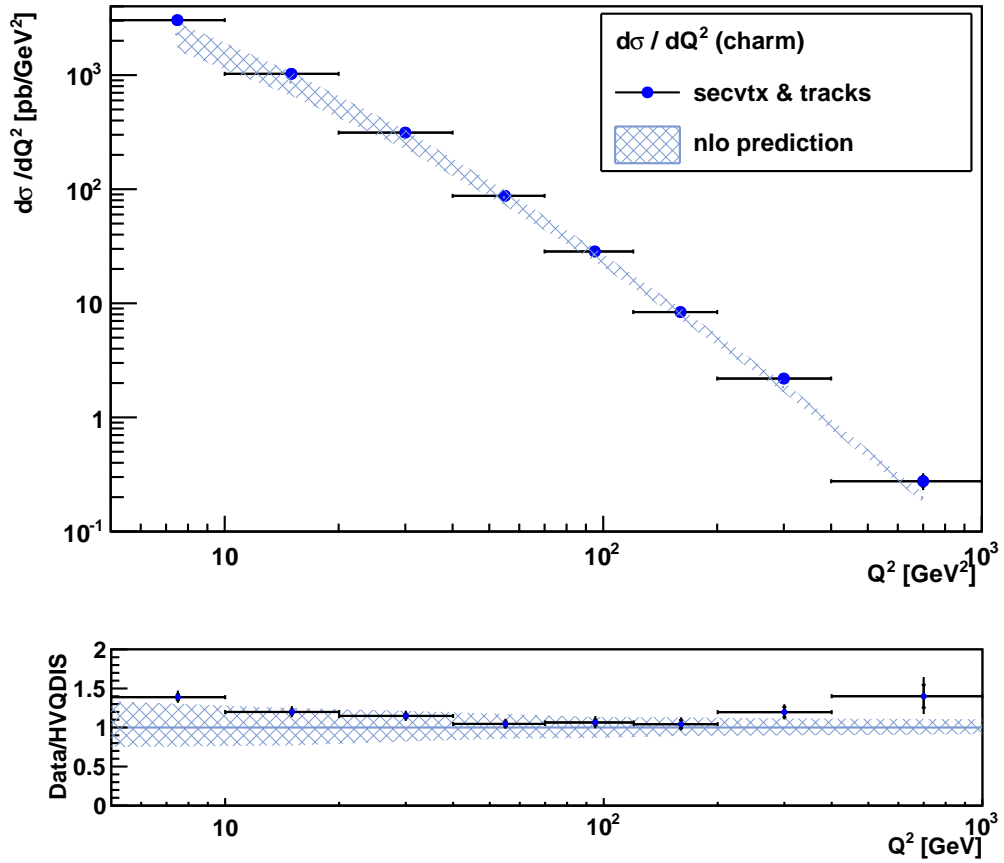 dσ / dQ² (charm)
secvtx & tracks
nlo prediction
dσ /dQ² [pb/GeV²]
10³
10²
10
1
10⁻¹
10 10² 10³
Q² [GeV²]
Data/HVQDIS
2
1.5
1
0.5
0
10 10² 10³
Q² [GeV²]